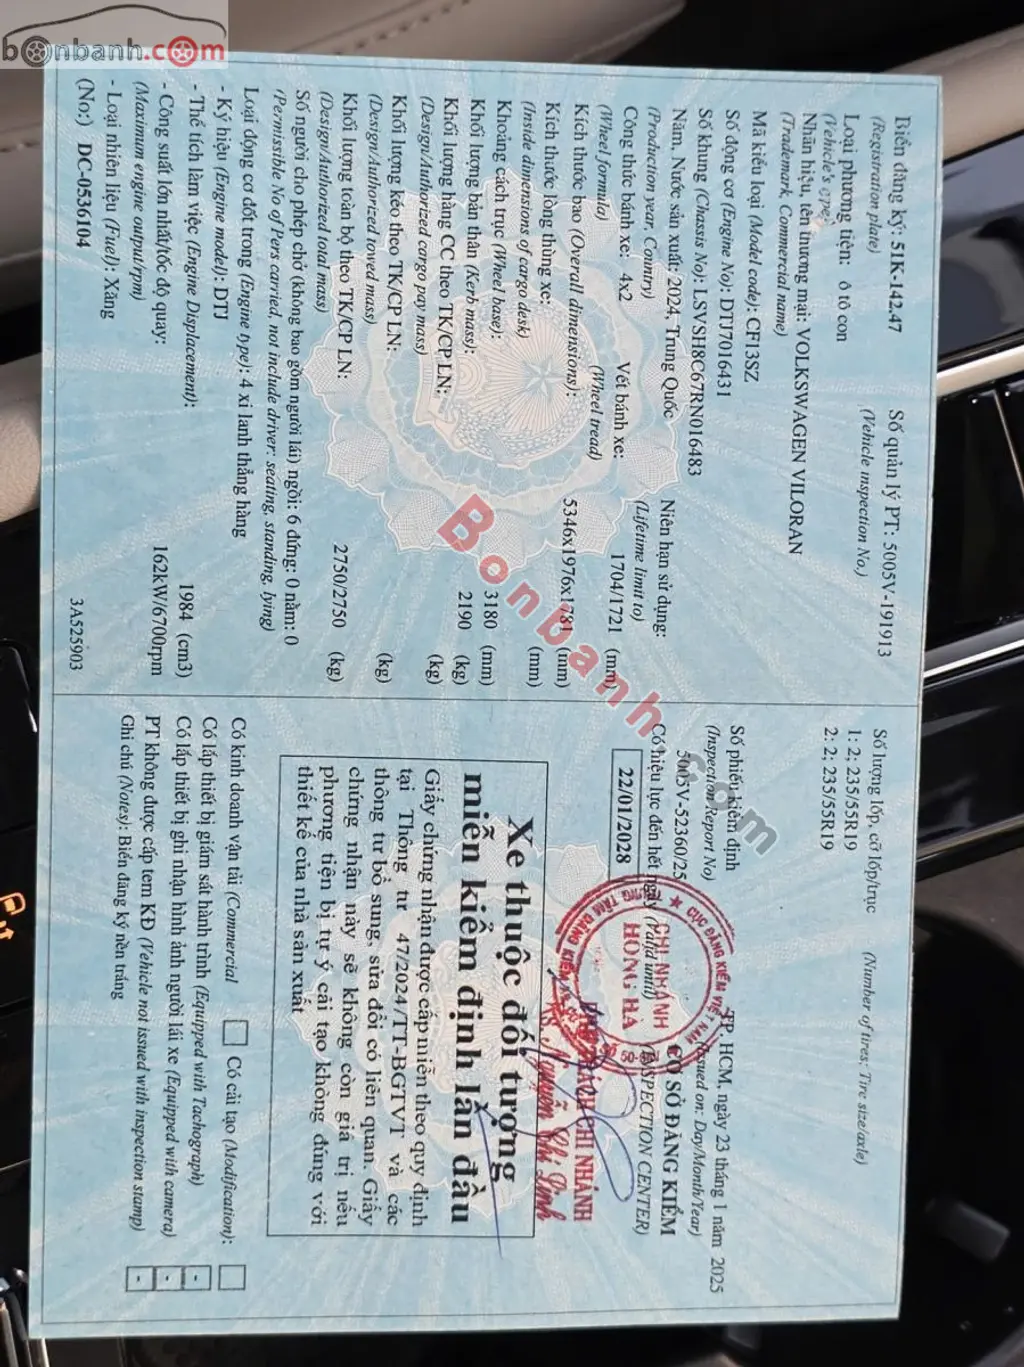 bonbanh.com
Biển đăng ký: 51K-142.47 Số quản lý PT: 5005V-191913
(Registration plate) (Vehicle inspection No.)
Loại phương tiện: ô tô con
(Vehicle's type)
Nhãn hiệu, tên thương mại: VOLKSWAGEN VILORAN
(Trademark, Commercial name)
Mã kiểu loại (Model code): CF13SZ
Số động cơ (Engine No): DTJ7016431
Số khung (Chassis No): LSVSH8C67RN016483
Năm, Nước sản xuất: 2024, Trung Quốc Niên hạn sử dụng:
(Production year, Country) (Lifetime limit to)
Công thức bánh xe: 4x2 Vết bánh xe: 1704/1721 (mm)
(Wheel formula) (Wheel tread)
Kích thước bao (Overall dimensions): 5346x1976x1781 (mm)
Kích thước lòng thùng xe: (mm)
(Inside dimensions of cargo desk)
Khoảng cách trục (Wheel base): 3180 (mm)
Khối lượng bản thân (Kerb mass): 2190 (kg)
Khối lượng hàng CC theo TK/CP LN: (kg)
(Design/Authorized cargo pay mass)
Khối lượng kéo theo TK/CP LN: (kg)
(Design/Authorized towed mass)
Khối lượng toàn bộ theo TK/CP LN: 2750/2750 (kg)
(Design/Authorized total mass)
Số người cho phép chở (không bao gồm người lái) ngồi: 6 đứng: 0 nằm: 0
(Permissible No of Pers carried, not include driver: seating, standing, lying)
Loại động cơ đốt trong (Engine type): 4 xi lanh thẳng hàng
- Ký hiệu (Engine model): DTJ
- Thể tích làm việc (Engine Displacement): 1984 (cm3)
- Công suất lớn nhất/tốc độ quay: 162kW/6700rpm
(Maximum engine output/rpm)
- Loại nhiên liệu (Fuel): Xăng
(No:) DC-0536104 3A525903
Số lượng lốp, cỡ lốp/trục (Number of tires: Tire size/axle)
1: 2; 235/55R19
2: 2; 235/55R19
Số phiếu kiểm định TP. HCM, ngày 23 tháng 1 năm 2025
(Inspection Report No) (Issued on: Day/Month/Year)
5005V-52360/25 CƠ SỞ ĐĂNG KIỂM
Có hiệu lực đến hết ngày (Valid until) (INSPECTION CENTER)
22/01/2028
CỤC ĐĂNG KIỂM VIỆT NAM
CHI NHÁNH
HỒNG HÀ
PHỤ TRÁCH CHI NHÁNH
Nguyễn Chí Định
Xe thuộc đối tượng
miễn kiểm định lần đầu
Giấy chứng nhận được cấp miễn theo quy định
tại Thông tư 47/2024/TT-BGTVT và các
thông tư bổ sung, sửa đổi có liên quan. Giấy
chứng nhận này sẽ không còn giá trị nếu
phương tiện bị tự ý cải tạo không đúng với
thiết kế của nhà sản xuất
Có kinh doanh vận tải (Commercial Có cải tạo (Modification):
Có lắp thiết bị giám sát hành trình (Equipped with Tachograph) -
Có lắp thiết bị ghi nhận hình ảnh người lái xe (Equipped with camera) -
PT không được cấp tem KĐ (Vehicle not issued with inspection stamp) -
Ghi chú (Notes): Biển đăng ký nền trắng
Bonbanh.com